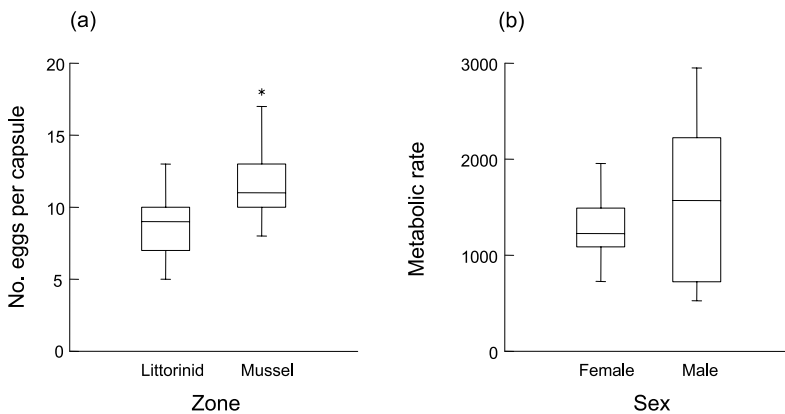 (a)
20
15
10
5
0
No. eggs per capsule
*
Littorinid
Mussel
Zone
(b)
3000
2000
1000
0
Metabolic rate
Female
Male
Sex